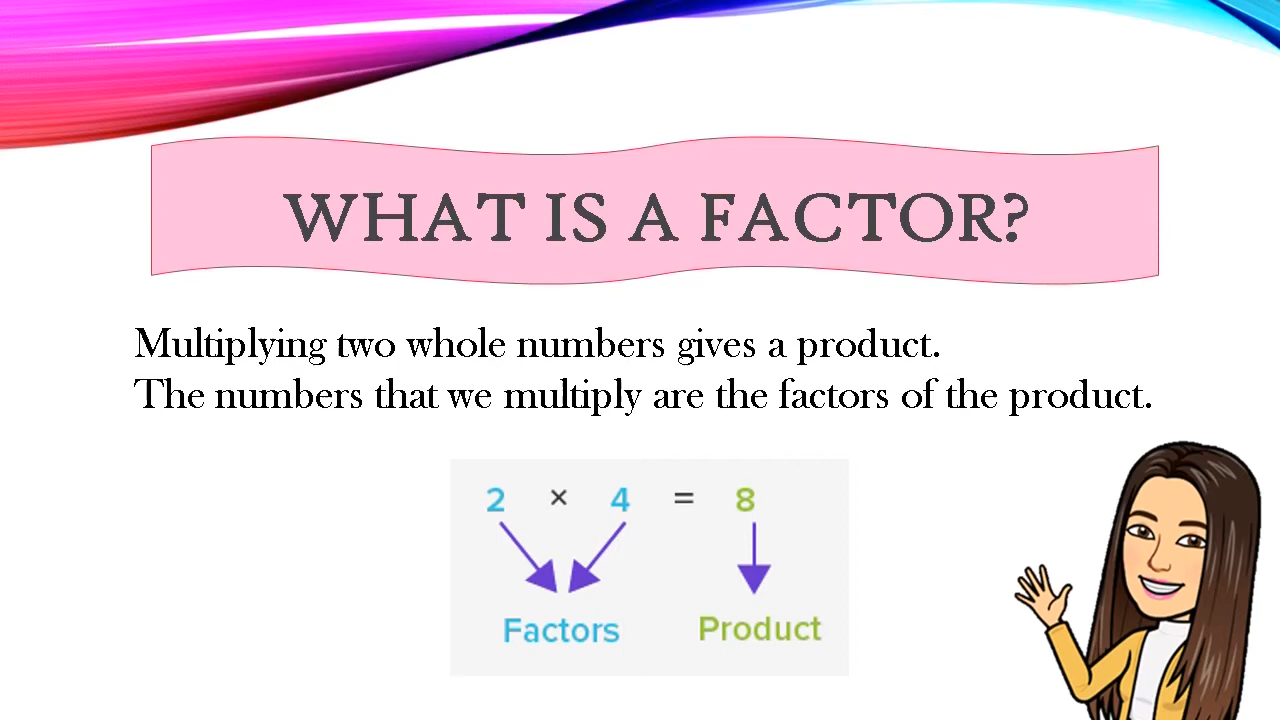 WHAT IS A FACTOR?
Multiplying two whole numbers gives a product.
The numbers that we multiply are the factors of the product.
2 × 4 = 8
Factors Product